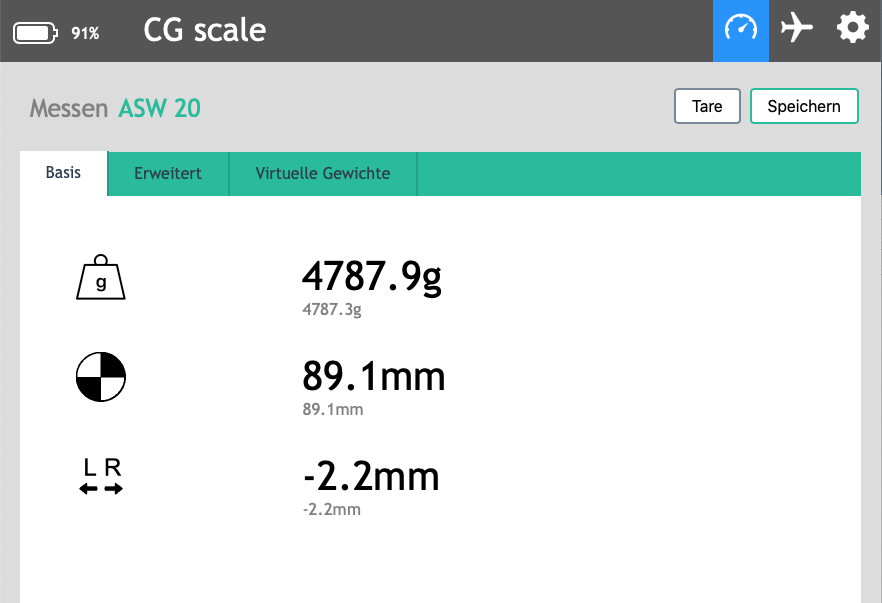 91%
CG scale
Messen ASW 20
Tare
Speichern
Basis
Erweitert
Virtuelle Gewichte
g
4787.9g
4787.3g
89.1mm
89.1mm
L R
-2.2mm
-2.2mm